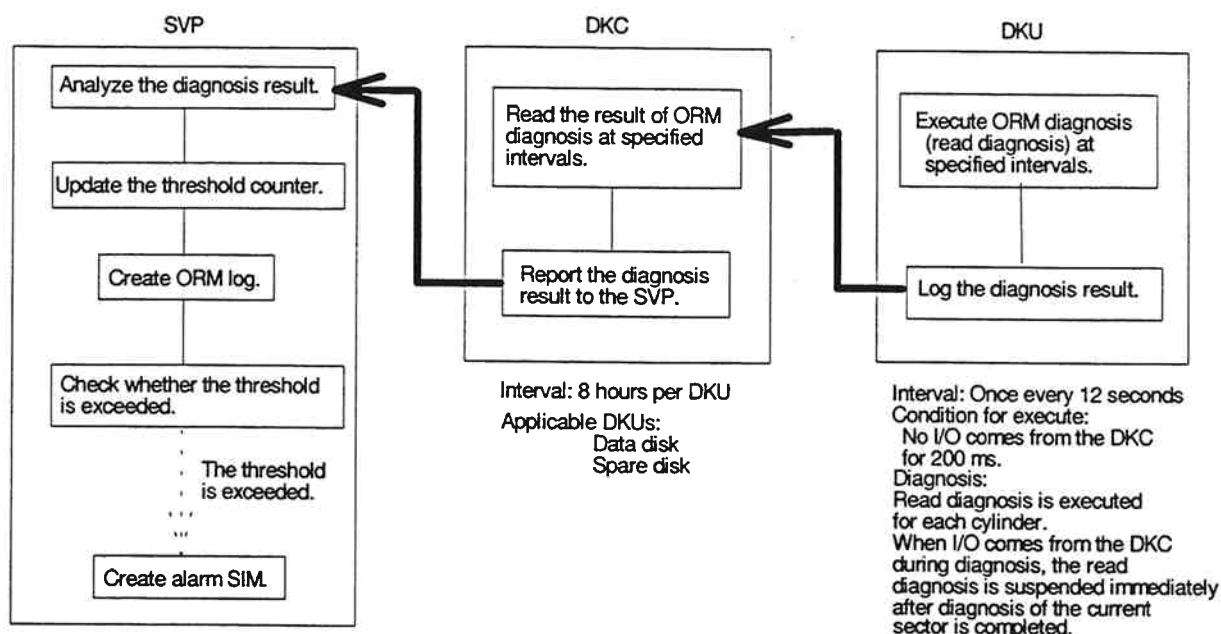 SVP
Analyze the diagnosis result.
Update the threshold counter.
Create ORM log.
Check whether the threshold
is exceeded.
The threshold
is exceeded.
Create alarm SIM.
DKC
Read the result of ORM
diagnosis at specified
intervals.
Report the diagnosis
result to the SVP.
Interval: 8 hours per DKU
Applicable DKUs:
Data disk
Spare disk
DKU
Execute ORM diagnosis
(read diagnosis) at
specified intervals.
Log the diagnosis result.
Interval: Once every 12 seconds
Condition for execute:
No I/O comes from the DKC
for 200 ms.
Diagnosis:
Read diagnosis is executed
for each cylinder.
When I/O comes from the DKC
during diagnosis, the read
diagnosis is suspended immediately
after diagnosis of the current
sector is completed.